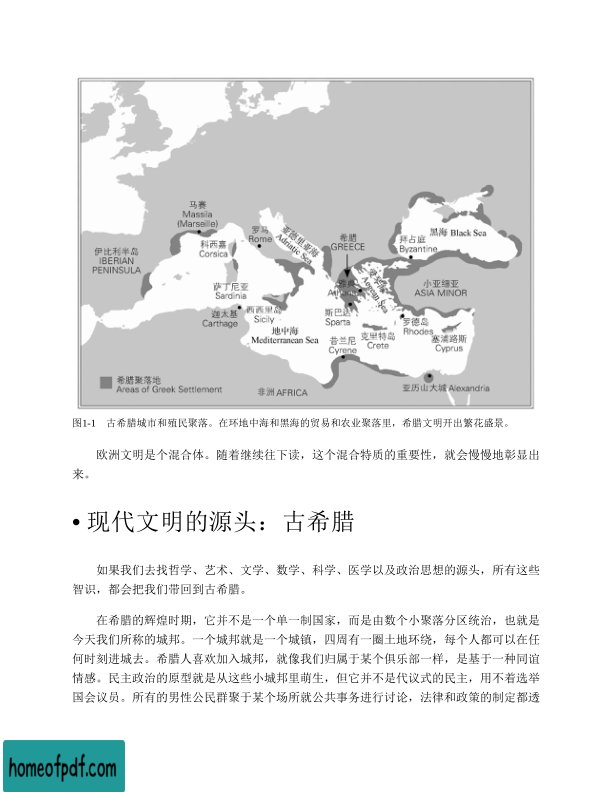 马赛
Massila
(Marseille)
伊比利半岛
IBERIAN
PENINSULA
科西嘉
Corsica
罗马
Rome
亚德里亚海
Adriatic Sea
希腊
GREECE
黑海 Black Sea
拜占庭
Byzantine
萨丁尼亚
Sardinia
雅典
爱琴海
Aegean Sea
小亚细亚
ASIA MINOR
迦太基
Carthage
西西里岛
Sicily
斯巴达
Sparta
罗德岛
Rhodes
地中海
Mediterranean Sea
昔兰尼
Cyrene
克里特岛
Crete
塞浦路斯
Cyprus
希腊聚落地
Areas of Greek Settlement
非洲 AFRICA
亚历山大城 Alexandria
图1-1 古希腊城市和殖民聚落。在环地中海和黑海的贸易和农业聚落里，希腊文明开出繁花盛景。
欧洲文明是个混合体。随着继续往下读，这个混合特质的重要性，就会慢慢地彰显出
来。
• 现代文明的源头：古希腊
如果我们去找哲学、艺术、文学、数学、科学、医学以及政治思想的源头，所有这些
智识，都会把我们带回到古希腊。
在希腊的辉煌时期，它并不是一个单一制国家，而是由数个小聚落分区统治，也就是
今天我们所称的城邦。一个城邦就是一个城镇，四周有一圈土地环绕，每个人都可以在任
何时刻进城去。希腊人喜欢加入城邦，就像我们归属于某个俱乐部一样，是基于一种同谊
情感。民主政治的原型就是从这些小城邦里萌生，但它并不是代议式的民主，用不着选举
国会议员。所有的男性公民群聚于某个场所就公共事务进行讨论，法律和政策的制定都透
homeofpdf.com